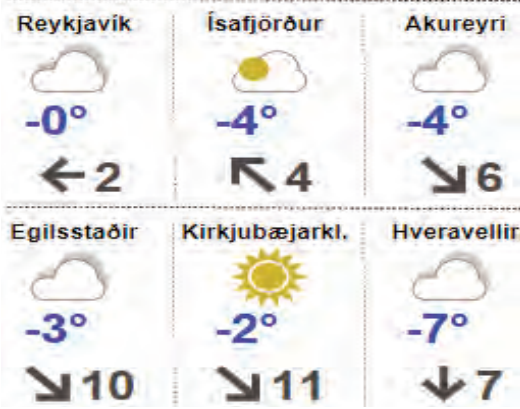 Reykjavík Ísafjörður Akureyri
-0° -4° -4°
2 4 6
Egilsstaðir Kirkjubæjarkl. Hveravellir
-3° -2° -7°
10 11 7